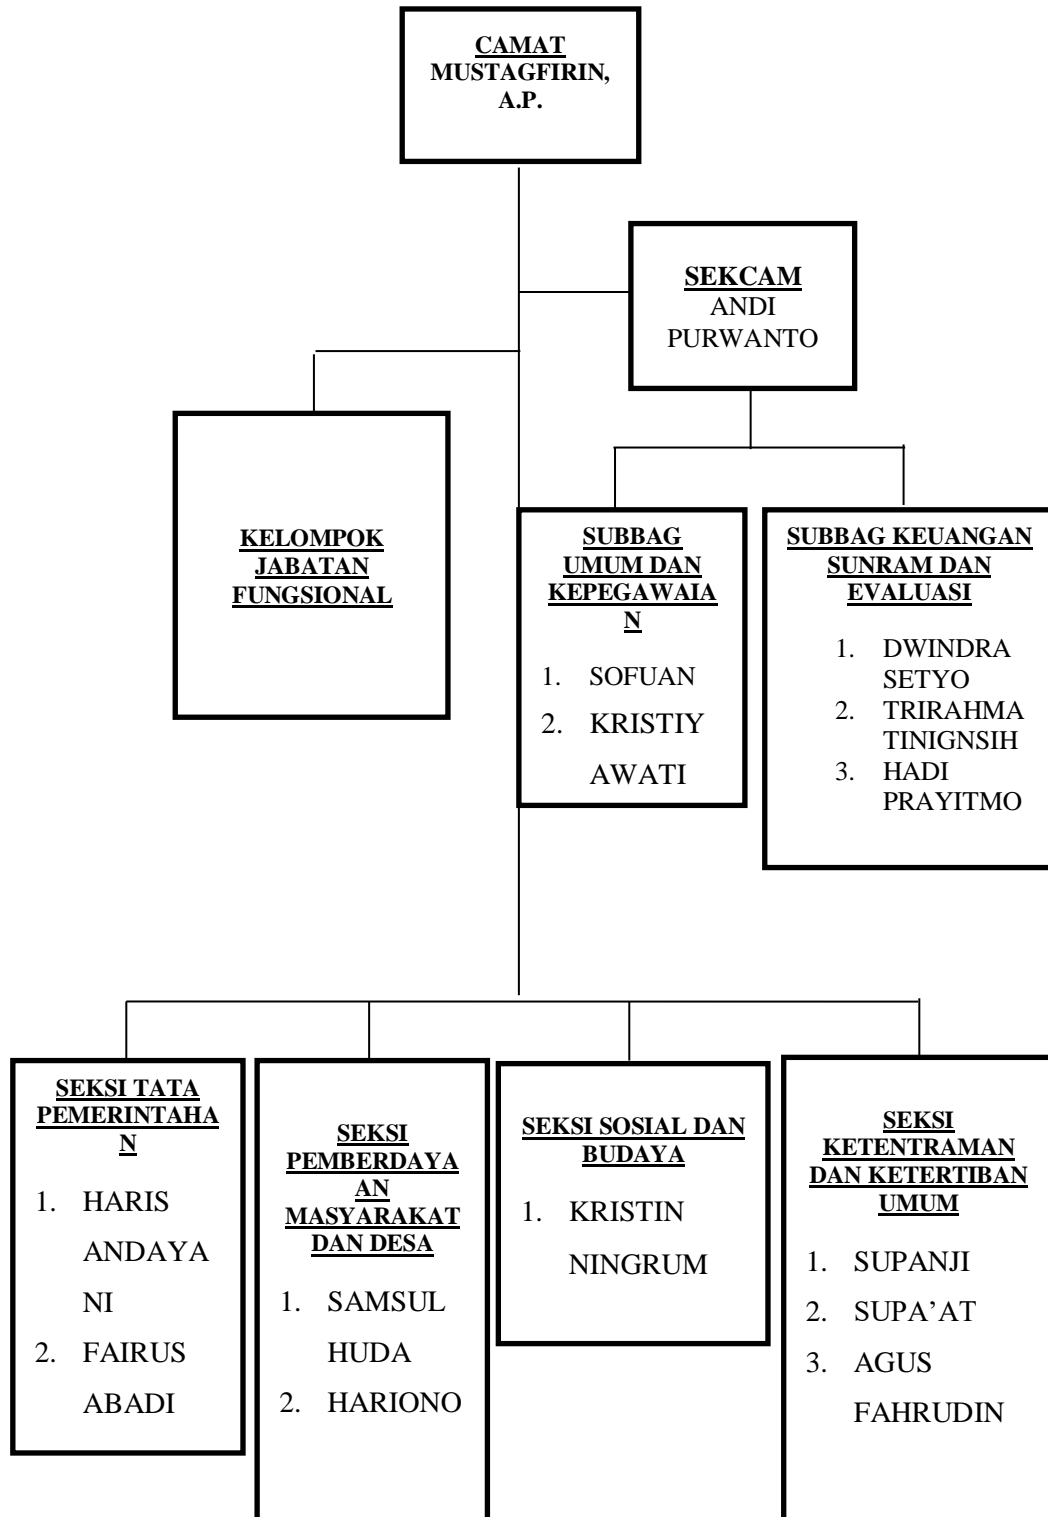 CAMAT
MUSTAGFIRIN,
A.P.
SEKCAM
ANDI
PURWANTO
KELOMPOK
JABATAN
FUNGSIONAL
SUBBAG
UMUM DAN
KEPEGAWAIA
N
1. SOFUAN
2. KRISTIY
AWATI
SUBBAG KEUANGAN
SUNRAM DAN
EVALUASI
1. DWINDRA
SETYO
2. TRIRAHMA
TINIGNSIH
3. HADI
PRAYITMO
SEKSI TATA
PEMERINTAHA
N
1. HARIS
ANDAYA
NI
2. FAIRUS
ABADI
SEKSI
PEMBERDAYA
AN
MASYARAKAT
DAN DESA
1. SAMSUL
HUDA
2. HARIONO
SEKSI SOSIAL DAN
BUDAYA
1. KRISTIN
NINGRUM
SEKSI
KETENTRAMAN
DAN KETERTIBAN
UMUM
1. SUPANJI
2. SUPA’AT
3. AGUS
FAHRUDIN